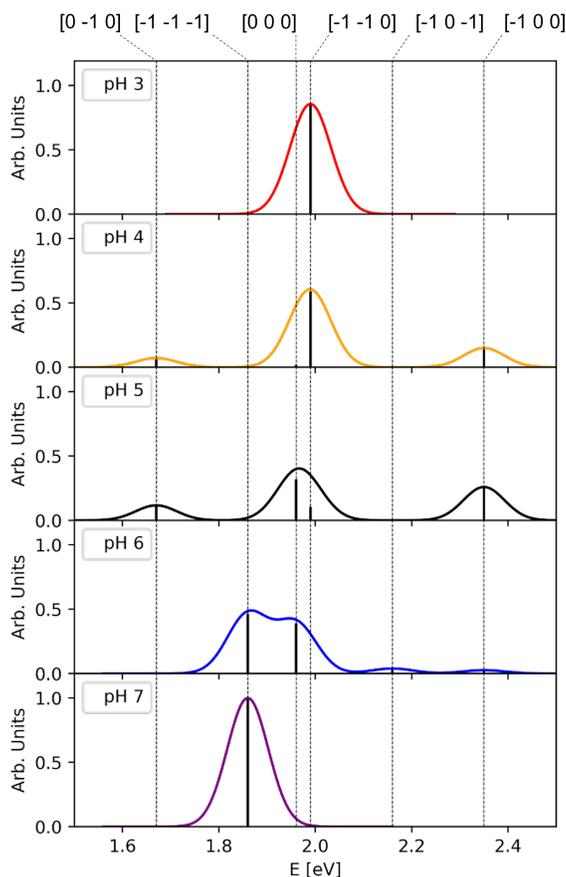 [0 -1 0] [-1 -1 -1] [0 0 0] [-1 -1 0] [-1 0 -1] [-1 0 0]
pH 3
Arb. Units
1.0
0.5
0.0
pH 4
Arb. Units
1.0
0.5
0.0
pH 5
Arb. Units
1.0
0.5
0.0
pH 6
Arb. Units
1.0
0.5
0.0
pH 7
Arb. Units
1.0
0.5
0.0
1.6 1.8 2.0 2.2 2.4
E [eV]